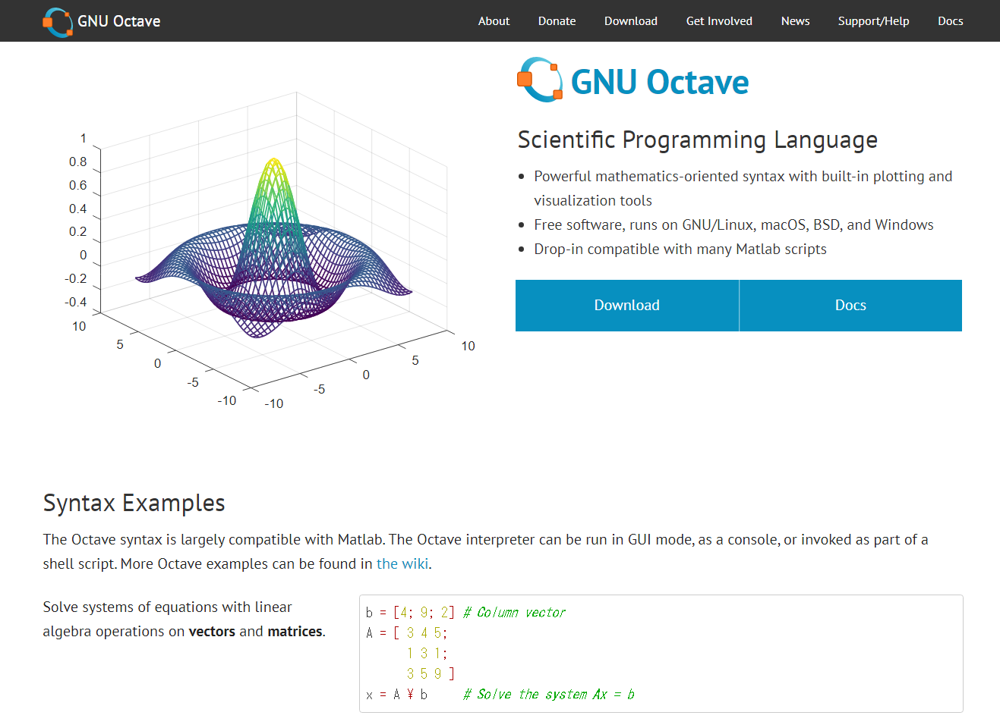 GNU Octave
About Donate Download Get Involved News Support/Help Docs
GNU Octave
Scientific Programming Language
Powerful mathematics-oriented syntax with built-in plotting and
visualization tools
Free software, runs on GNU/Linux, macOS, BSD, and Windows
Drop-in compatible with many Matlab scripts
Download Docs
1
0.8
0.6
0.4
0.2
0
-0.2
-0.4
10
5
0
-5
-10
-10
-5
0
5
10
Syntax Examples
The Octave syntax is largely compatible with Matlab. The Octave interpreter can be run in GUI mode, as a console, or invoked as part of a
shell script. More Octave examples can be found in the wiki.
Solve systems of equations with linear
algebra operations on vectors and matrices.
b = [4; 9; 2] # Column vector
A = [ 3 4 5;
1 3 1;
3 5 9 ]
x = A ¥ b # Solve the system Ax = b